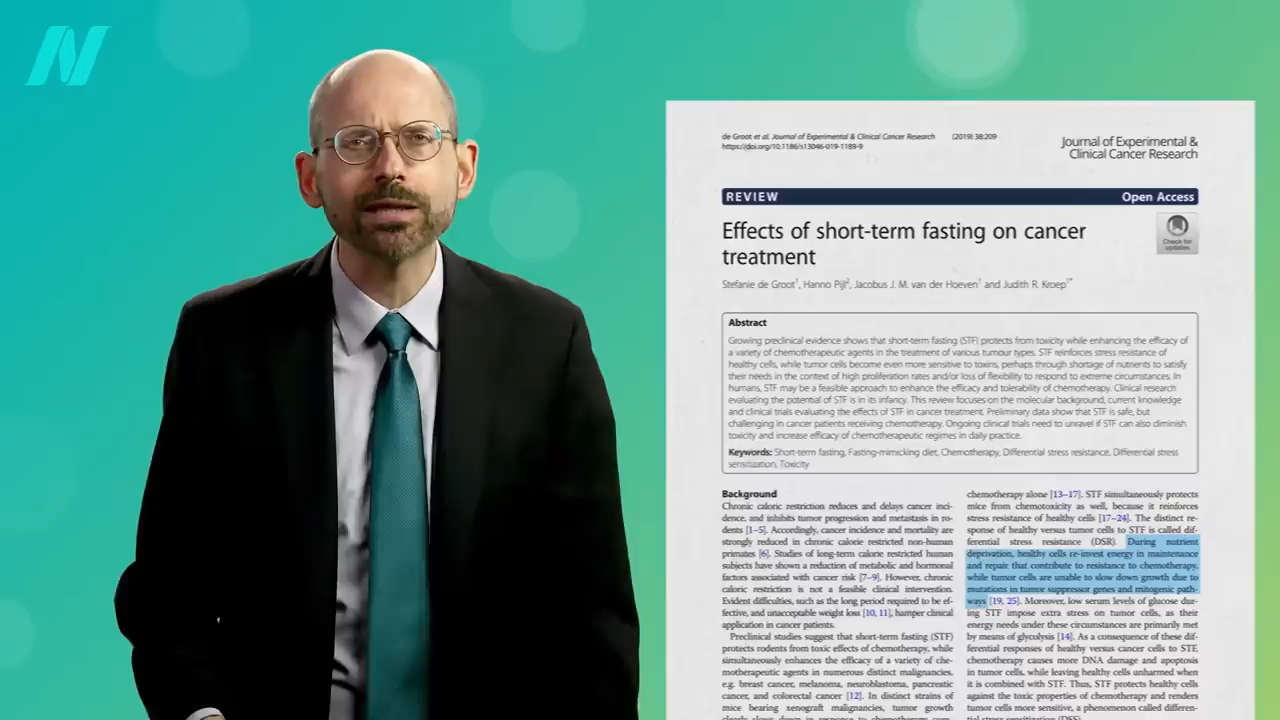 N
de Groot et al. Journal of Experimental & Clinical Cancer Research (2019) 38:209
https://doi.org/10.1186/s13046-019-1189-9
Journal of Experimental &
Clinical Cancer Research
REVIEW
Open Access
Effects of short-term fasting on cancer
treatment
Check for
updates
Stefanie de Groot1, Hanno Pijl2, Jacobus J. M. van der Hoeven1 and Judith R. Kroep1*
Abstract
Growing preclinical evidence shows that short-term fasting (STF) protects from toxicity while enhancing the efficacy of
a variety of chemotherapeutic agents in the treatment of various tumour types. STF reinforces stress resistance of
healthy cells, while tumor cells become even more sensitive to toxins, perhaps through shortage of nutrients to satisfy
their needs in the context of high proliferation rates and/or loss of flexibility to respond to extreme circumstances. In
humans, STF may be a feasible approach to enhance the efficacy and tolerability of chemotherapy. Clinical research
evaluating the potential of STF is in its infancy. This review focuses on the molecular background, current knowledge
and clinical trials evaluating the effects of STF in cancer treatment. Preliminary data show that STF is safe, but
challenging in cancer patients receiving chemotherapy. Ongoing clinical trials need to unravel if STF can also diminish
toxicity and increase efficacy of chemotherapeutic regimes in daily practice.
Keywords: Short-term fasting, Fasting-mimicking diet, Chemotherapy, Differential stress resistance, Differential stress
sensitization, Toxicity
Background
Chronic caloric restriction reduces and delays cancer inci-
dence, and inhibits tumor progression and metastasis in ro-
dents [1–5]. Accordingly, cancer incidence and mortality are
strongly reduced in chronic calorie restricted non-human
primates [6]. Studies of long-term calorie restricted human
subjects have shown a reduction of metabolic and hormonal
factors associated with cancer risk [7–9]. However, chronic
caloric restriction is not a feasible clinical intervention.
Evident difficulties, such as the long period required to be ef-
fective, and unacceptable weight loss [10, 11], hamper clinical
application in cancer patients.
Preclinical studies suggest that short-term fasting (STF)
protects rodents from toxic effects of chemotherapy, while
simultaneously enhances the efficacy of a variety of che-
motherapeutic agents in numerous distinct malignancies,
e.g. breast cancer, melanoma, neuroblastoma, pancreatic
cancer, and colorectal cancer [12]. In distinct strains of
mice bearing xenograft malignancies, tumor growth
clearly slows down in response to chemotherapy com-
chemotherapy alone [13–17]. STF simultaneously protects
mice from chemotoxicity as well, because it reinforces
stress resistance of healthy cells [17–24]. The distinct re-
sponse of healthy versus tumor cells to STF is called dif-
ferential stress resistance (DSR). During nutrient
deprivation, healthy cells re-invest energy in maintenance
and repair that contribute to resistance to chemotherapy,
while tumor cells are unable to slow down growth due to
mutations in tumor suppressor genes and mitogenic path-
ways [19, 25]. Moreover, low serum levels of glucose dur-
ing STF impose extra stress on tumor cells, as their
energy needs under these circumstances are primarily met
by means of glycolysis [14]. As a consequence of these dif-
ferential responses of healthy versus cancer cells to STF,
chemotherapy causes more DNA damage and apoptosis
in tumor cells, while leaving healthy cells unharmed when
it is combined with STF. Thus, STF protects healthy cells
against the toxic properties of chemotherapy and renders
tumor cells more sensitive, a phenomenon called differen-
tial stress sensitization (DSS).